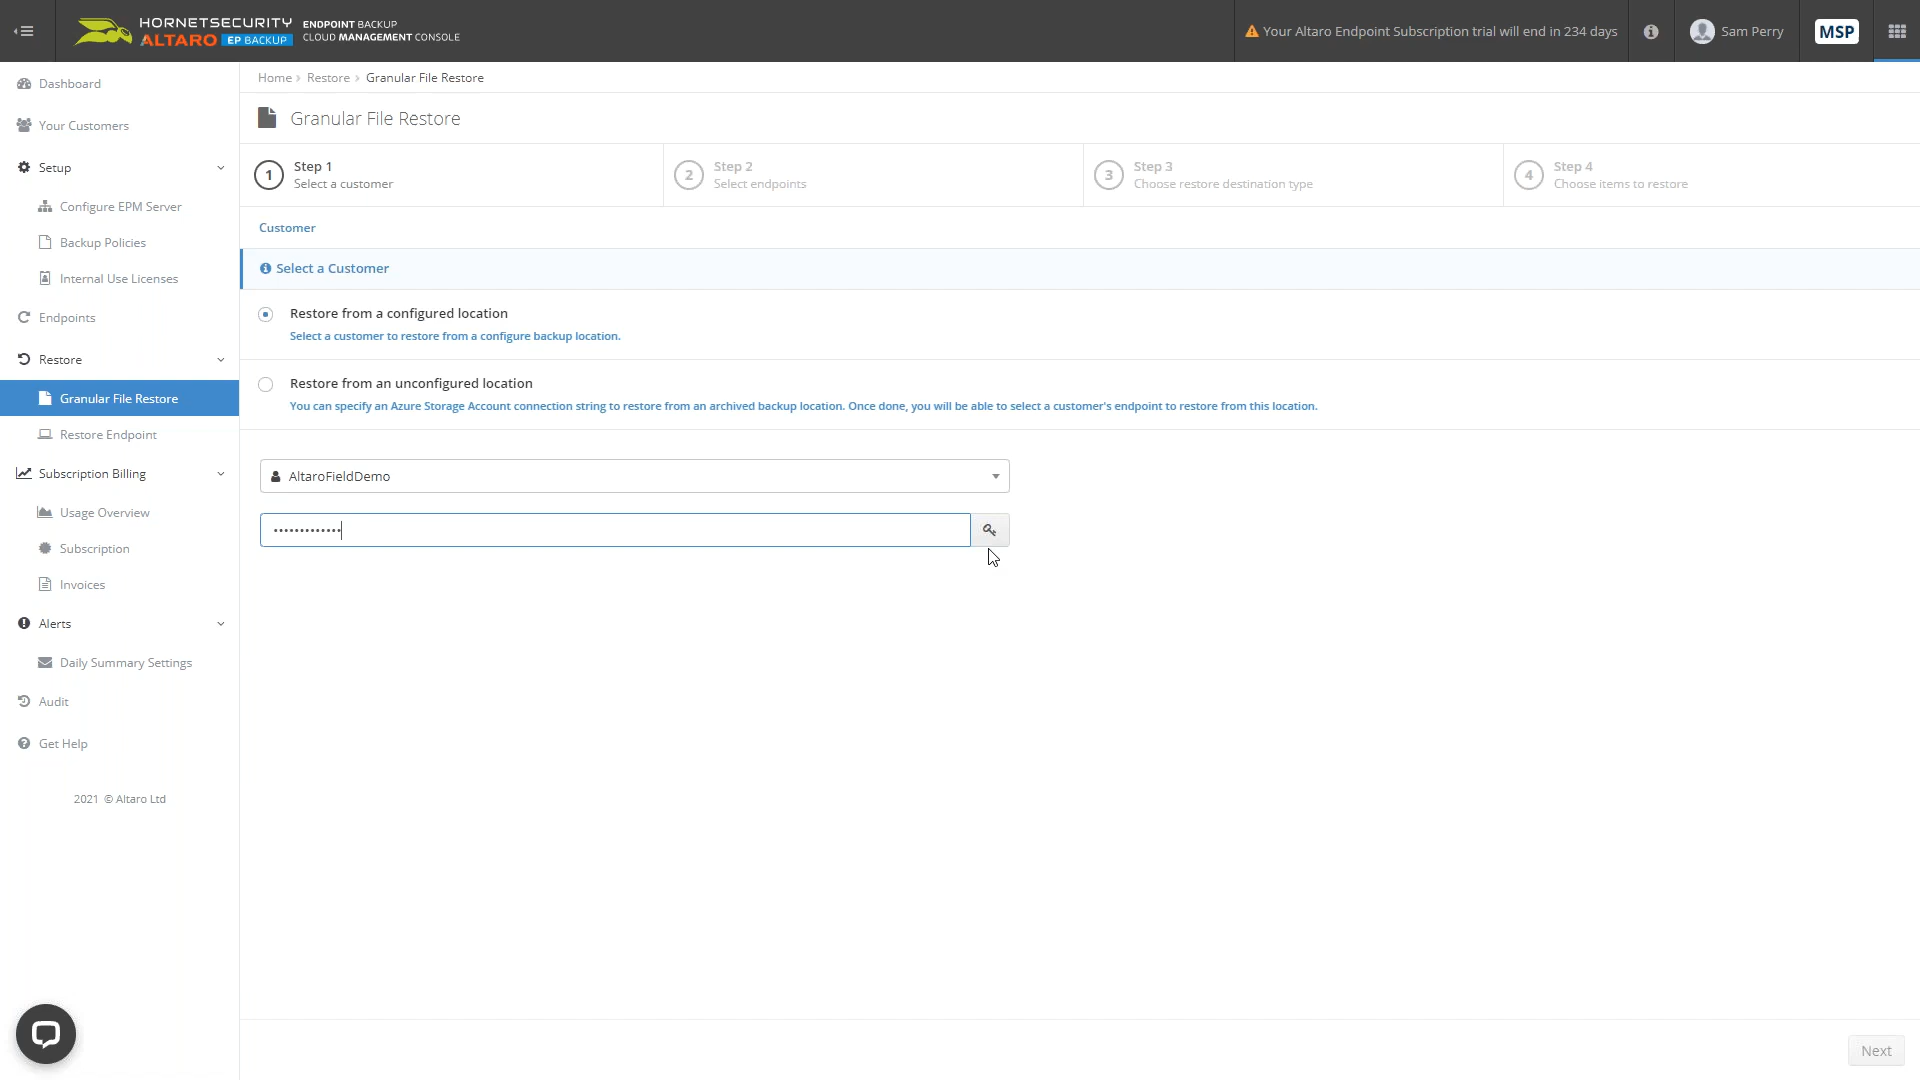 HORNETSECURITY
ALTARO EP BACKUP
ENDPOINT BACKUP
CLOUD MANAGEMENT CONSOLE
Your Altaro Endpoint Subscription trial will end in 234 days
Sam Perry
MSP
Dashboard
Your Customers
Setup
Configure EPM Server
Backup Policies
Internal Use Licenses
Endpoints
Restore
Granular File Restore
Restore Endpoint
Subscription Billing
Usage Overview
Subscription
Invoices
Alerts
Daily Summary Settings
Audit
Get Help
2021 © Altaro Ltd
Home › Restore › Granular File Restore
Granular File Restore
1 Step 1
Select a customer
2 Step 2
Select endpoints
3 Step 3
Choose restore destination type
4 Step 4
Choose items to restore
Customer
Select a Customer
Restore from a configured location
Select a customer to restore from a configure backup location.
Restore from an unconfigured location
You can specify an Azure Storage Account connection string to restore from an archived backup location. Once done, you will be able to select a customer's endpoint to restore from this location.
AltaroFieldDemo
•••••••••••••
Next